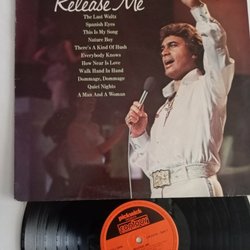 Release Me
The Last Waltz
Spanish Eyes
This Is My Song
Nature Boy
There's A Kind Of Hush
Everybody Knows
How Near Is Love
Walk Hand In Hand
Dommage, Dommage
Quiet Nights
A Man And A Woman
pickwick